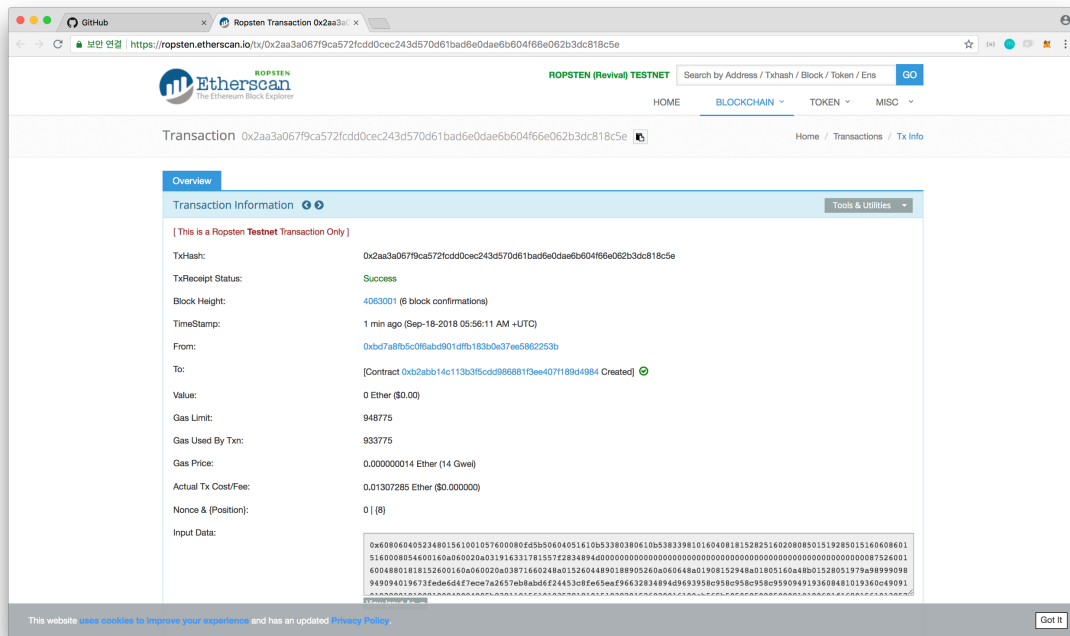 GitHub
Ropsten Transaction 0x2aa3a0
보안 연결 https://ropsten.etherscan.io/tx/0x2aa3a067f9ca572fcdd0cec243d570d61bad6e0dae6b604f66e062b3dc818c5e
ROPSTEN
Etherscan
The Ethereum Block Explorer
ROPSTEN (Revival) TESTNET Search by Address / Txhash / Block / Token / Ens GO
HOME BLOCKCHAIN TOKEN MISC
Transaction 0x2aa3a067f9ca572fcdd0cec243d570d61bad6e0dae6b604f66e062b3dc818c5e Home / Transactions / Tx Info
Overview
Transaction Information Tools & Utilities
[ This is a Ropsten Testnet Transaction Only ]
TxHash: 0x2aa3a067f9ca572fcdd0cec243d570d61bad6e0dae6b604f66e062b3dc818c5e
TxReceipt Status: Success
Block Height: 4063001 (6 block confirmations)
TimeStamp: 1 min ago (Sep-18-2018 05:56:11 AM +UTC)
From: 0xbd7a8fb5c0f6abd901dffb183b0e37ee5862253b
To: [Contract 0xb2abb14c113b3f5cdd986881f3ee407f189d4984 Created]
Value: 0 Ether ($0.00)
Gas Limit: 948775
Gas Used By Txn: 933775
Gas Price: 0.000000014 Ether (14 Gwei)
Actual Tx Cost/Fee: 0.01307285 Ether ($0.000000)
Nonce & {Position}: 0 | {8}
Input Data:
This website uses cookies to improve your experience and has an updated Privacy Policy. Got It